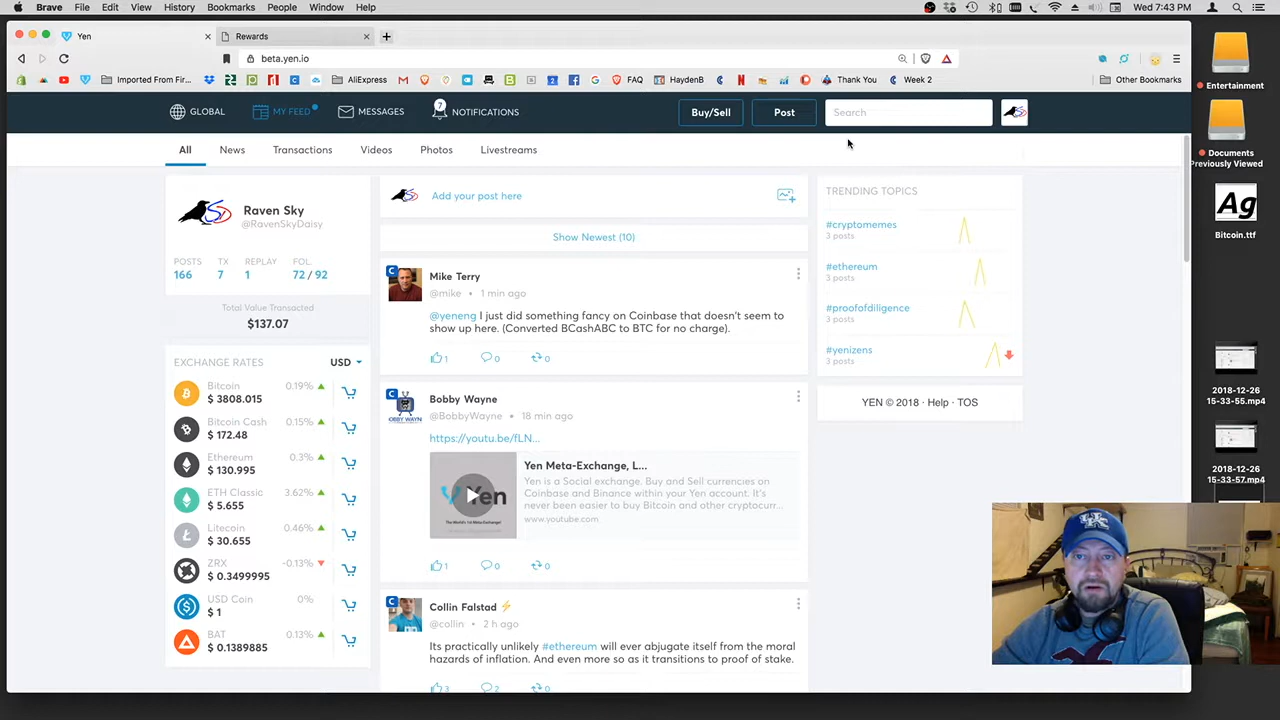 Brave File Edit View History Bookmarks People Window Help
Wed 7:43 PM
Yen
Rewards
beta.yen.io
Imported From Fir...
AliExpress
FAQ
HaydenB
Thank You
Week 2
Other Bookmarks
GLOBAL
MY FEED
MESSAGES
7
NOTIFICATIONS
Buy/Sell
Post
Search
All
News
Transactions
Videos
Photos
Livestreams
Raven Sky
@RavenSkyDaisy
POSTS TX REPLAY FOL.
166 7 1 72 / 92
Total Value Transacted
$137.07
EXCHANGE RATES USD
Bitcoin 0.19%
$ 3808.015
Bitcoin Cash 0.15%
$ 172.48
Ethereum 0.3%
$ 130.995
ETH Classic 3.62%
$ 5.655
Litecoin 0.46%
$ 30.655
ZRX -0.13%
$ 0.3499995
USD Coin 0%
$ 1
BAT 0.13%
$ 0.1389885
Add your post here
Show Newest (10)
Mike Terry
@mike • 1 min ago
@yeneng I just did something fancy on Coinbase that doesn't seem to
show up here. (Converted BCashABC to BTC for no charge).
1 0 0
Bobby Wayne
@BobbyWayne • 18 min ago
https://youtu.be/fLN...
Yen
The World's 1st Meta-Exchange!
Yen Meta-Exchange, L...
Yen is a Social exchange. Buy and Sell currencies on
Coinbase and Binance within your Yen account. It's
never been easier to buy Bitcoin and other cryptocurr...
www.youtube.com
1 0 0
Collin Falstad
@collin • 2 h ago
Its practically unlikely #ethereum will ever abjugate itself from the moral
hazards of inflation. And even more so as it transitions to proof of stake.
3 2 0
TRENDING TOPICS
#cryptomemes
3 posts
#ethereum
3 posts
#proofofdiligence
3 posts
#yenizens
3 posts
YEN © 2018 · Help · TOS
Entertainment
Documents
Previously Viewed
Ag
Bitcoin.ttf
2018-12-26
15-33-55.mp4
2018-12-26
15-33-57.mp4